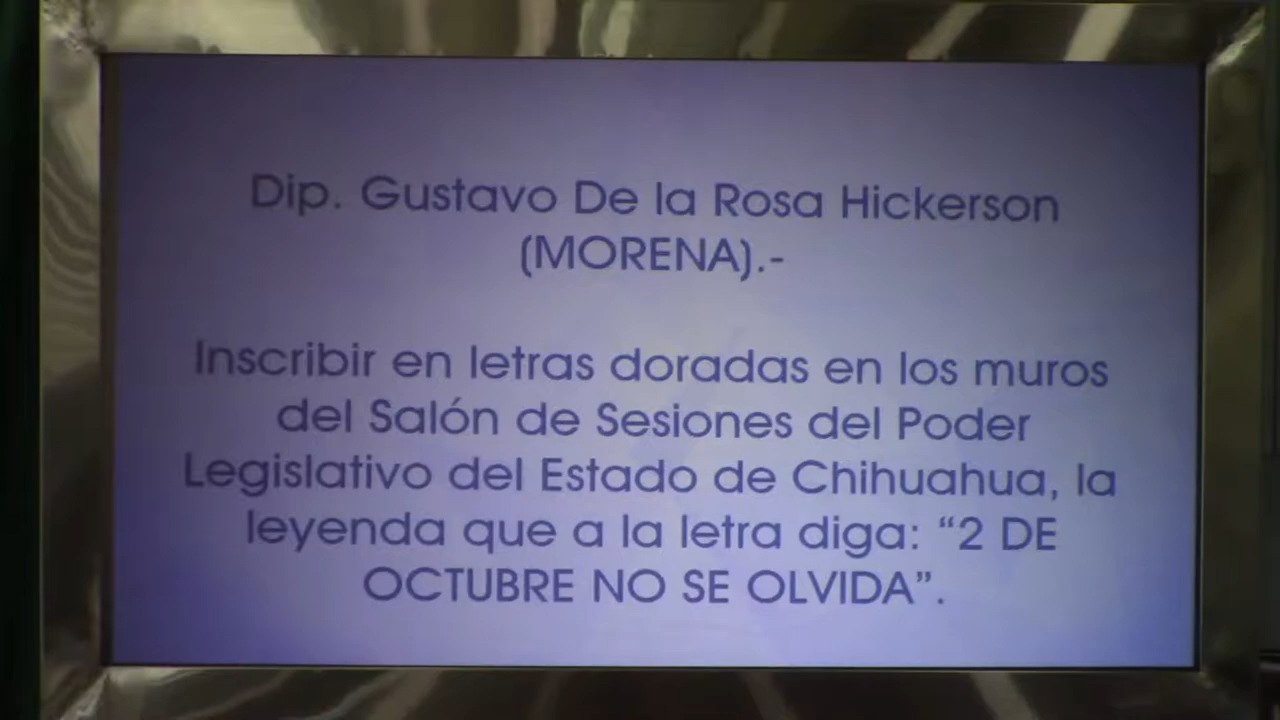 Dip. Gustavo De la Rosa Hickerson
(MORENA).-
Inscribir en letras doradas en los muros
del Salón de Sesiones del Poder
Legislativo del Estado de Chihuahua, la
leyenda que a la letra diga: “2 DE
OCTUBRE NO SE OLVIDA”.